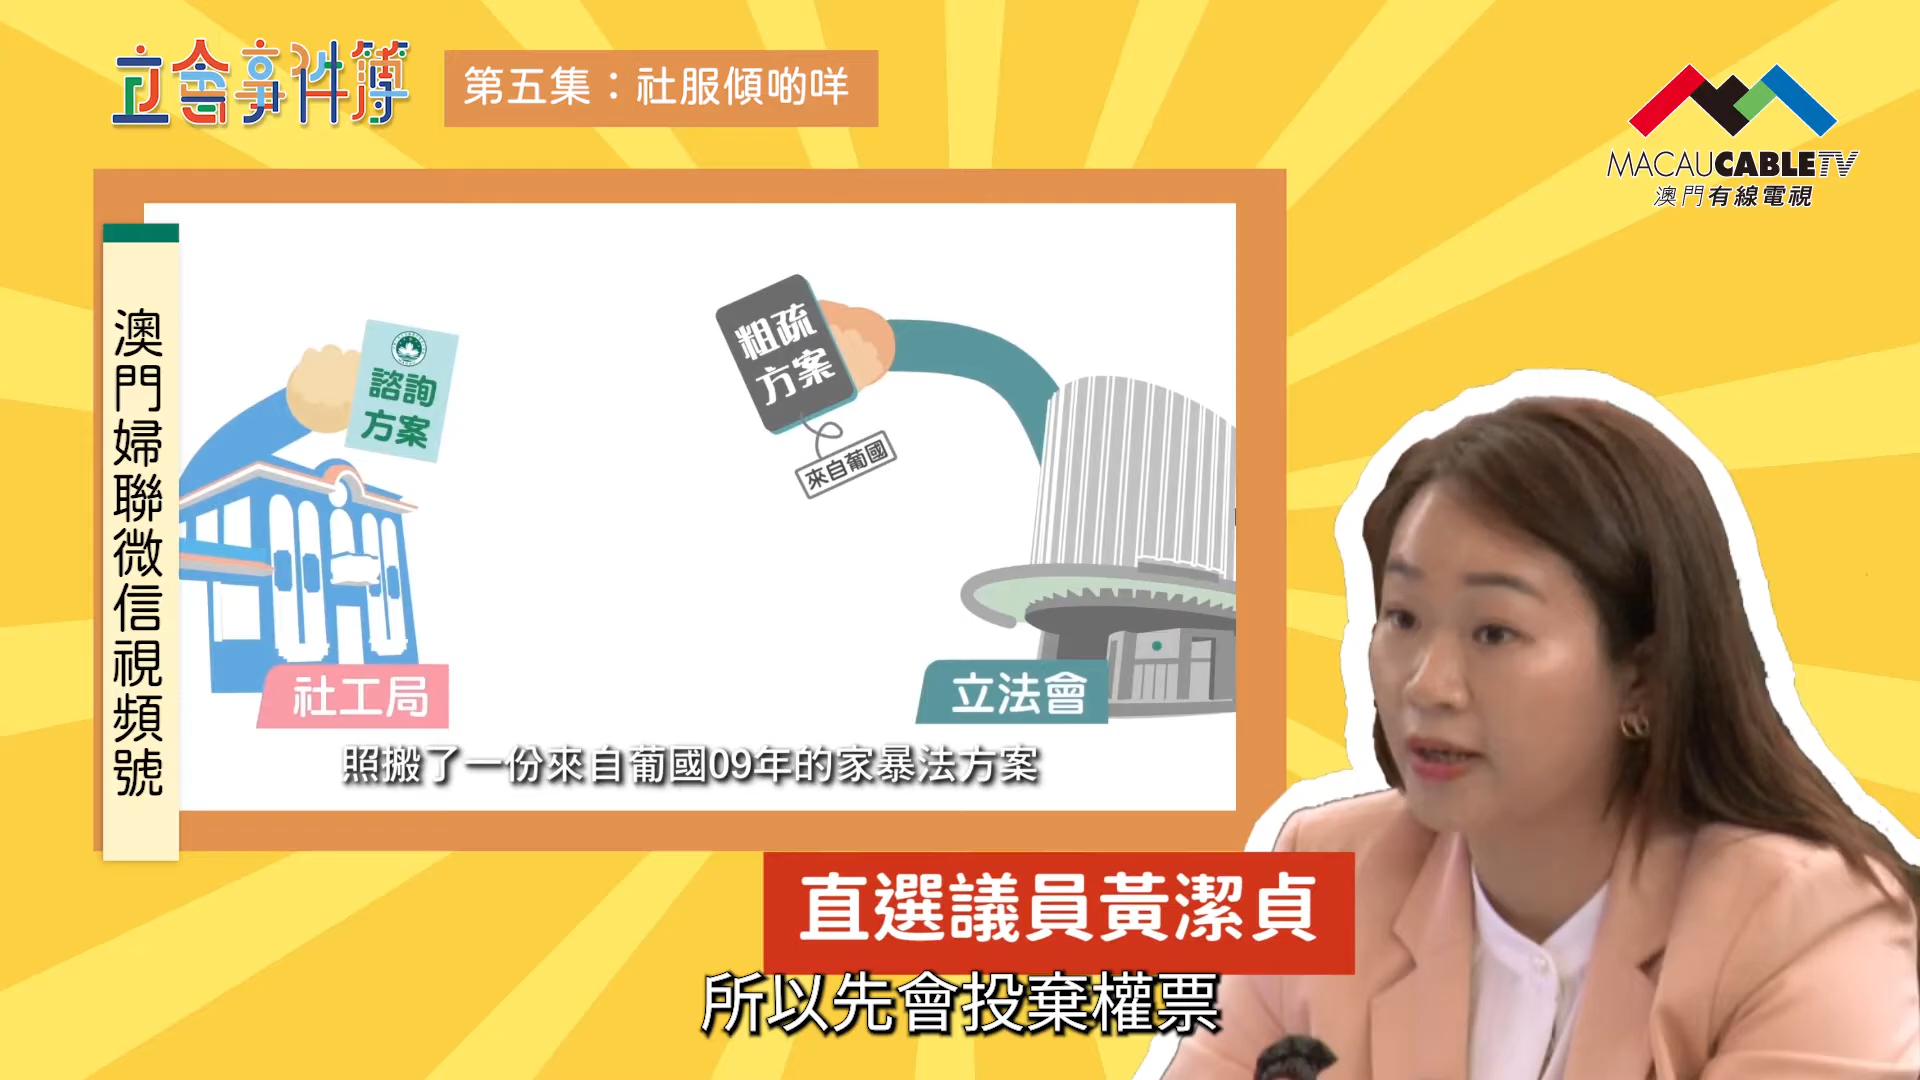 立會事件簿
第五集：社服傾啲咩
MACAUCABLETV
澳門有線電視
澳門婦聯微信視頻號
諮詢
方案
粗疏
方案
來自葡國
社工局
立法會
照搬了一份來自葡國09年的家暴法方案
直選議員黃潔貞
所以先會投棄權票